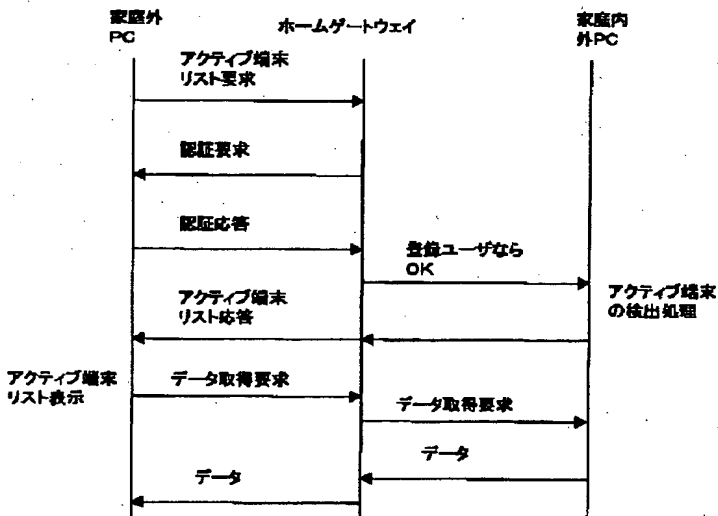 家庭外
PC
ホームゲートウェイ
家庭内
外PC
アクティブ端末
リスト要求
認証要求
認証応答
登録ユーザなら
OK
アクティブ端末
の検出処理
アクティブ端末
リスト応答
アクティブ端末
リスト表示
データ取得要求
データ取得要求
データ
データ